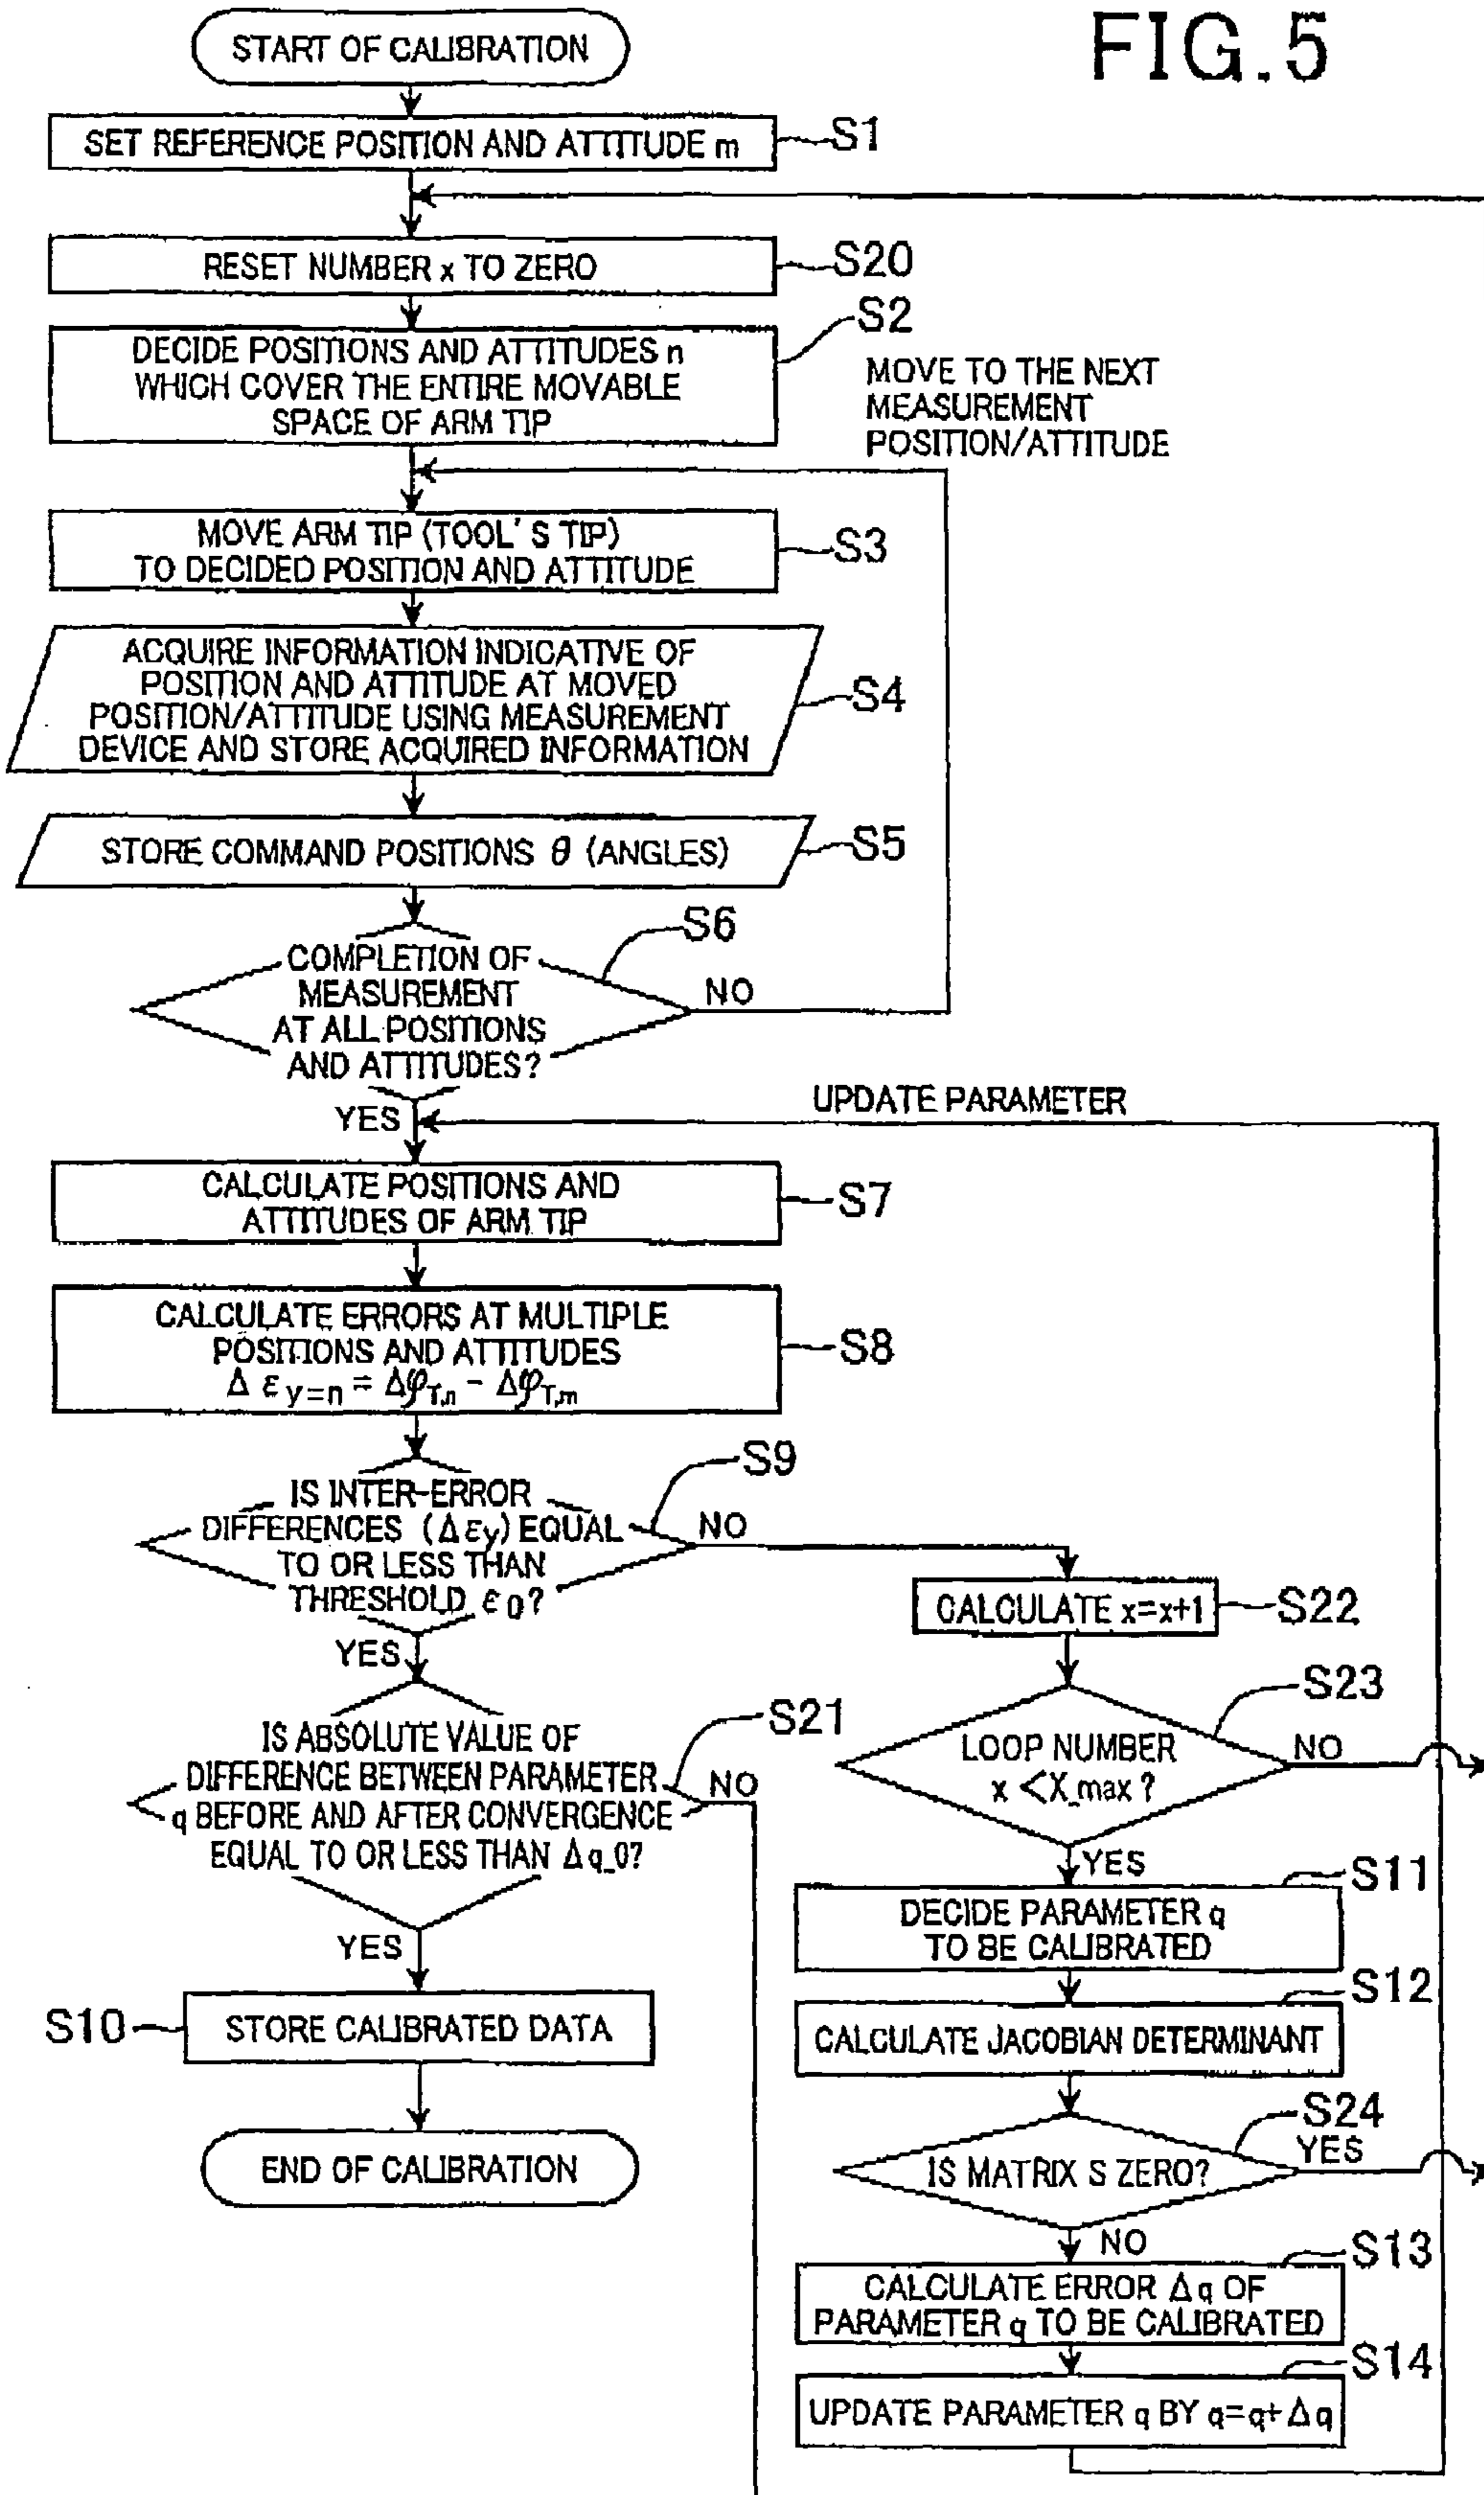 FIG.5
START OF CALIBRATION
SET REFERENCE POSITION AND ATTITUDE m
S1
RESET NUMBER x TO ZERO
S20
S2
DECIDE POSITIONS AND ATTITUDES n
WHICH COVER THE ENTIRE MOVABLE
SPACE OF ARM TIP
MOVE TO THE NEXT
MEASUREMENT
POSITION/ATTITUDE
MOVE ARM TIP (TOOL'S TIP)
TO DECIDED POSITION AND ATTITUDE
S3
ACQUIRE INFORMATION INDICATIVE OF
POSITION AND ATTITUDE AT MOVED
POSITION/ATTITUDE USING MEASUREMENT
DEVICE AND STORE ACQUIRED INFORMATION
S4
STORE COMMAND POSITIONS θ (ANGLES)
S5
S6
COMPLETION OF
MEASUREMENT
AT ALL POSITIONS
AND ATTITUDES?
NO
YES
UPDATE PARAMETER
CALCULATE POSITIONS AND
ATTITUDES OF ARM TIP
S7
CALCULATE ERRORS AT MULTIPLE
POSITIONS AND ATTITUDES
Δ ε y=n = ΔφT,n - ΔφT,m
S8
S9
IS INTER-ERROR
DIFFERENCES (Δεy) EQUAL
TO OR LESS THAN
THRESHOLD ε0?
NO
YES
CALCULATE x=x+1
S22
S23
LOOP NUMBER
x <X_max ?
NO
YES
S21
IS ABSOLUTE VALUE OF
DIFFERENCE BETWEEN PARAMETER
q BEFORE AND AFTER CONVERGENCE
EQUAL TO OR LESS THAN Δq_0?
NO
YES
S11
DECIDE PARAMETER q
TO BE CALIBRATED
S12
CALCULATE JACOBIAN DETERMINANT
S10
STORE CALIBRATED DATA
S24
IS MATRIX S ZERO?
YES
NO
END OF CALIBRATION
S13
CALCULATE ERROR Δq OF
PARAMETER q TO BE CALIBRATED
S14
UPDATE PARAMETER q BY q=q+Δq